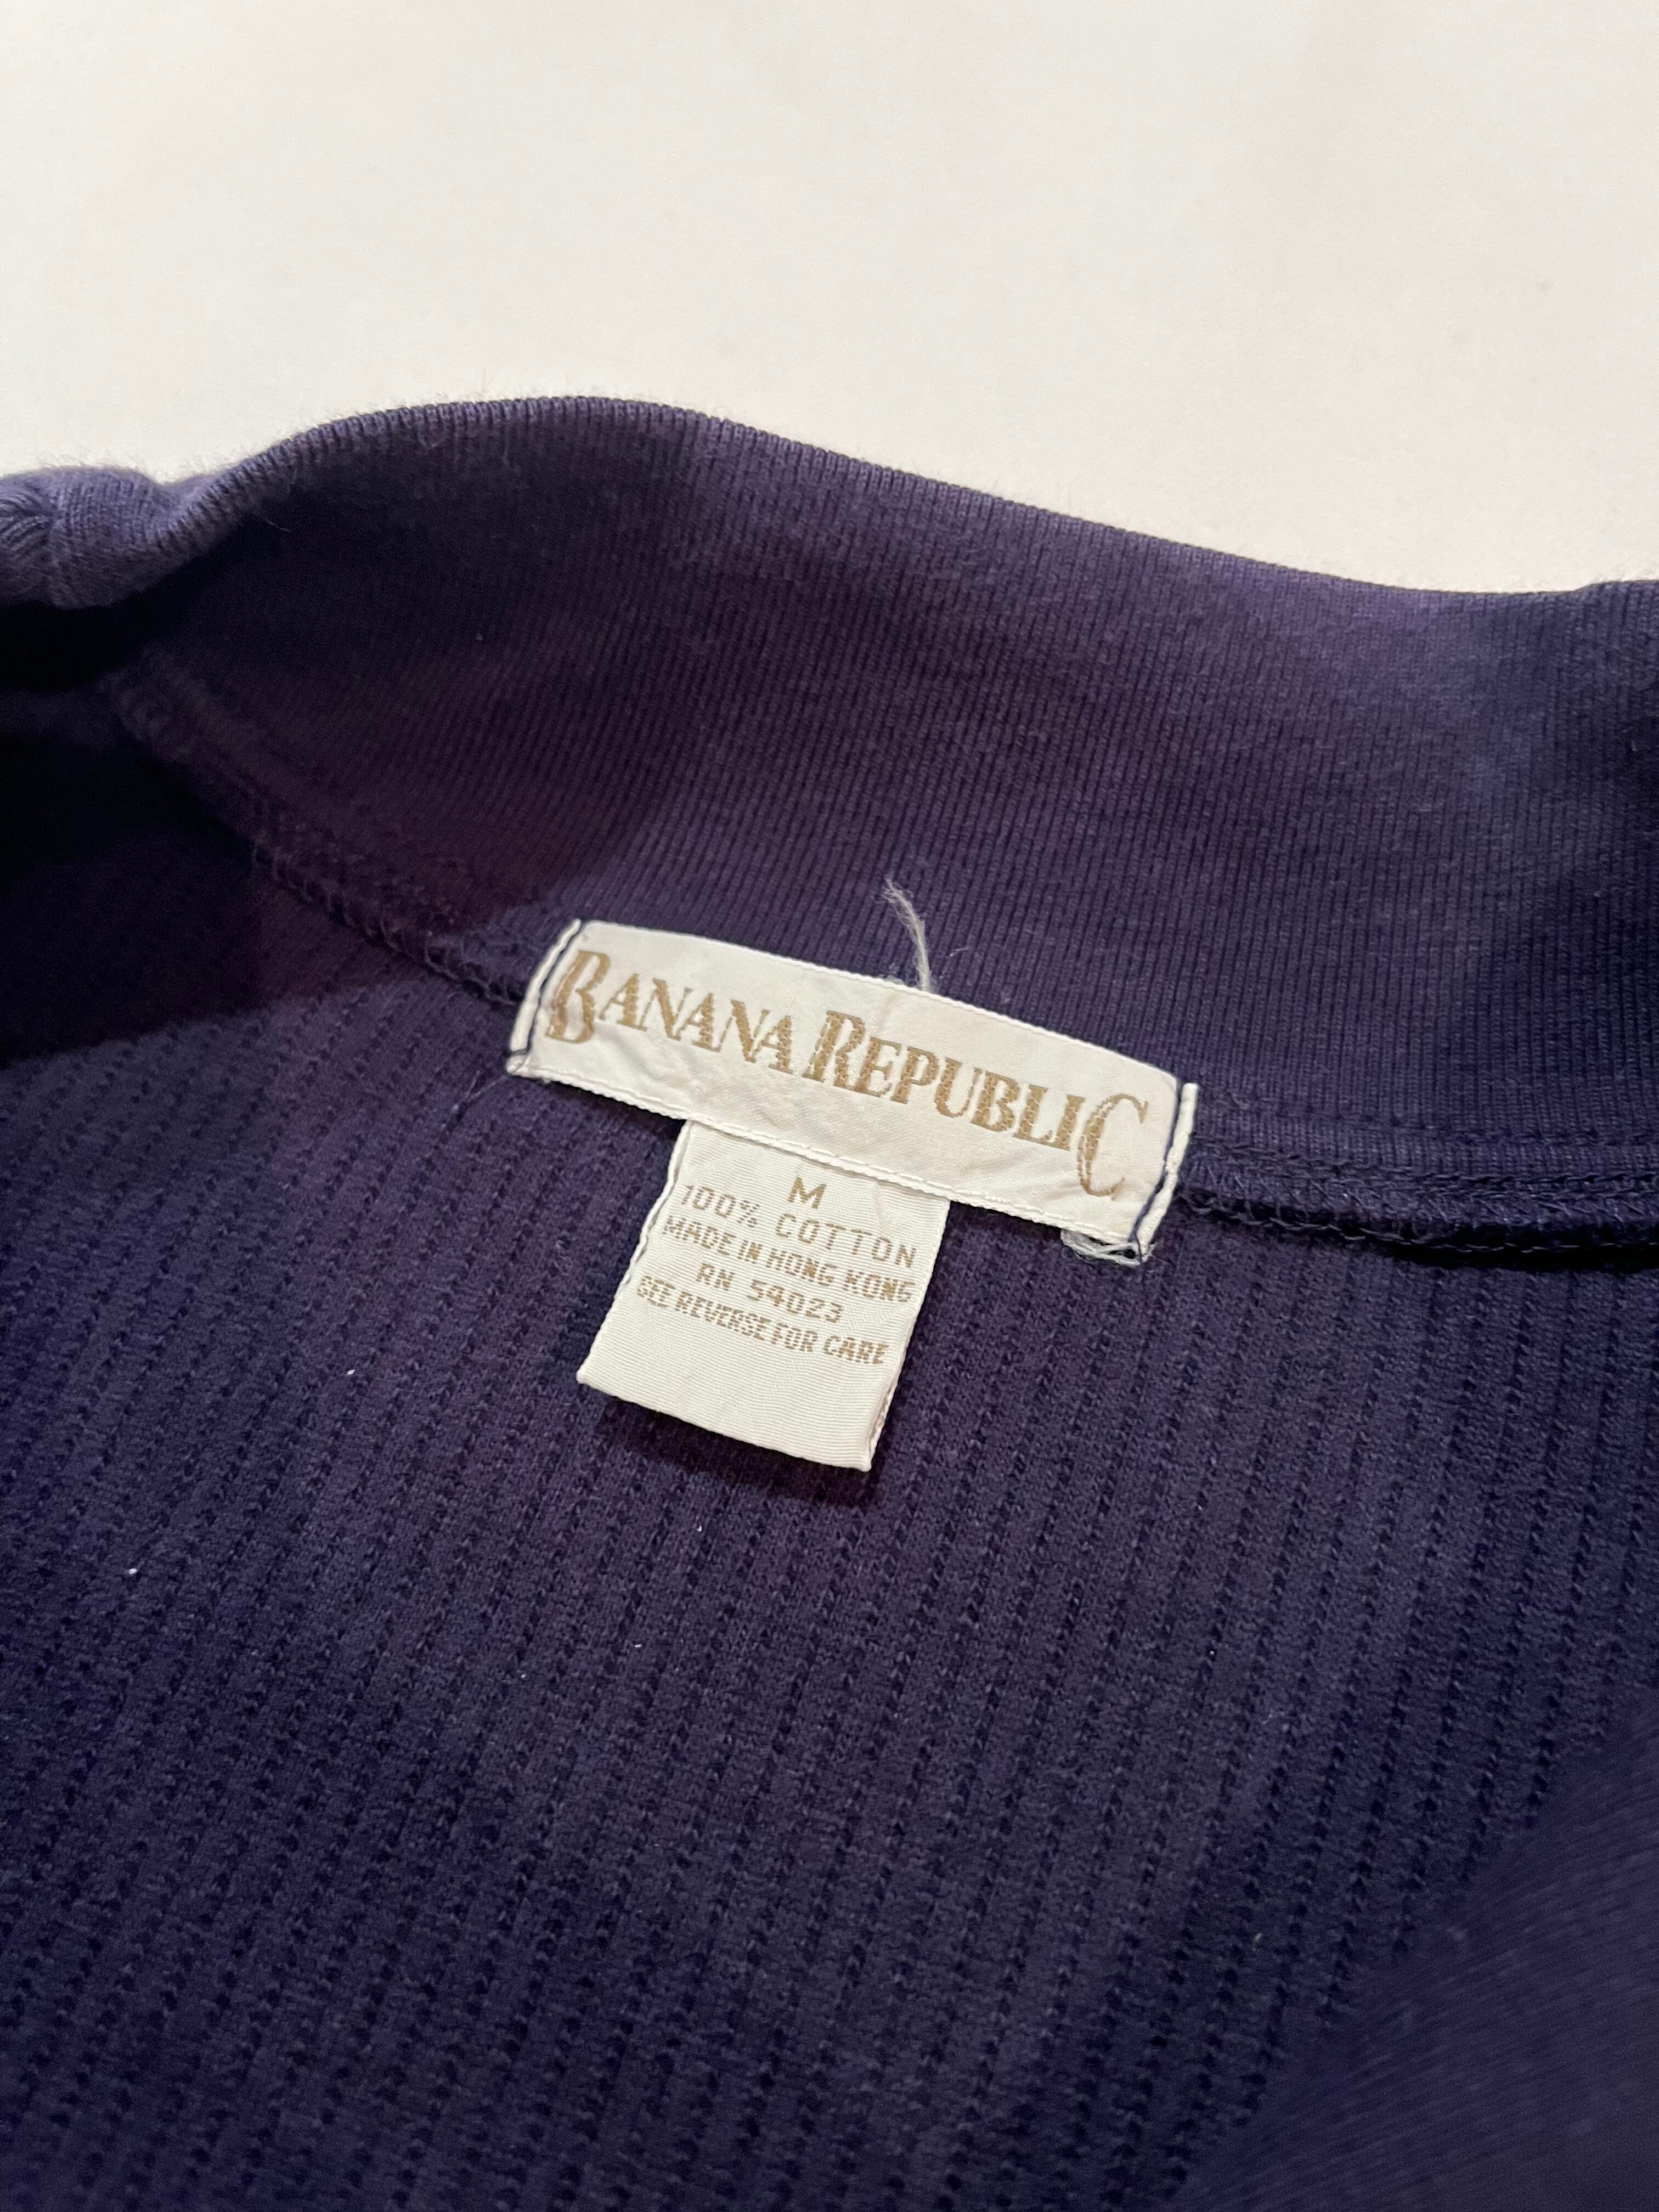 BANANA REPUBLIC
M
100% COTTON
MADE IN HONG KONG
RN 54023
SEE REVERSE FOR CARE